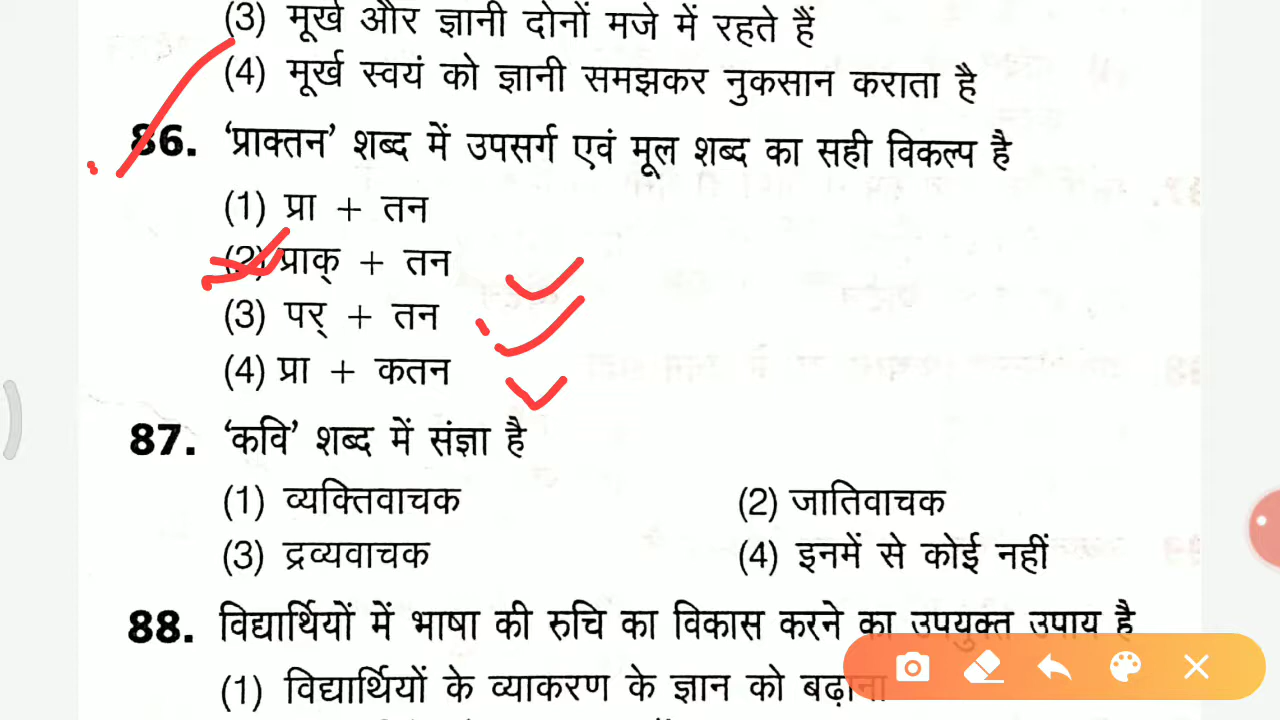 (3) मूर्ख और ज्ञानी दोनों मजे में रहते हैं
(4) मूर्ख स्वयं को ज्ञानी समझकर नुकसान कराता है
86. ‘प्राक्तन’ शब्द में उपसर्ग एवं मूल शब्द का सही विकल्प है
(1) प्रा + तन
(2) प्राक् + तन
(3) पर् + तन
(4) प्रा + कतन
87. ‘कवि’ शब्द में संज्ञा है
(1) व्यक्तिवाचक
(2) जातिवाचक
(3) द्रव्यवाचक
(4) इनमें से कोई नहीं
88. विद्यार्थियों में भाषा की रुचि का विकास करने का उपयुक्त उपाय है
(1) विद्यार्थियों के व्याकरण के ज्ञान को बढ़ाना